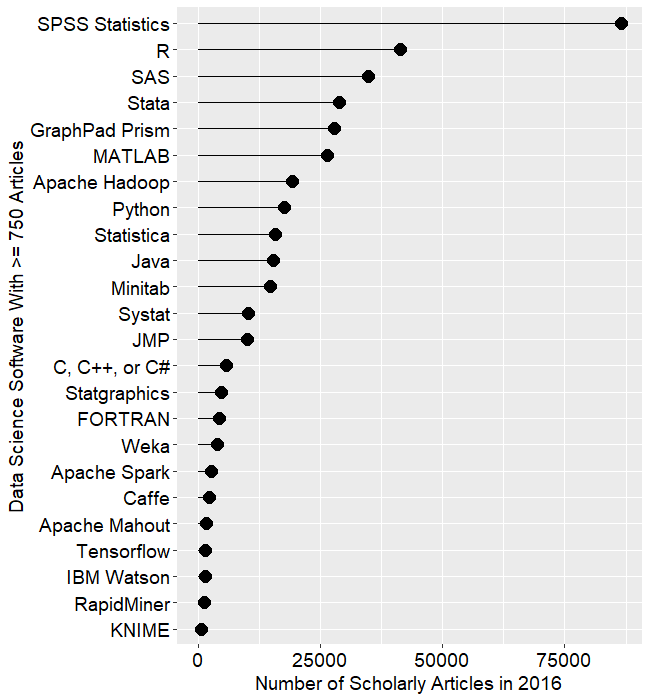 SPSS Statistics
R
SAS
Stata
GraphPad Prism
MATLAB
Apache Hadoop
Python
Statistica
Java
Minitab
Systat
JMP
C, C++, or C#
Statgraphics
FORTRAN
Weka
Apache Spark
Caffe
Apache Mahout
Tensorflow
IBM Watson
RapidMiner
KNIME
Data Science Software With >= 750 Articles
0 25000 50000 75000
Number of Scholarly Articles in 2016